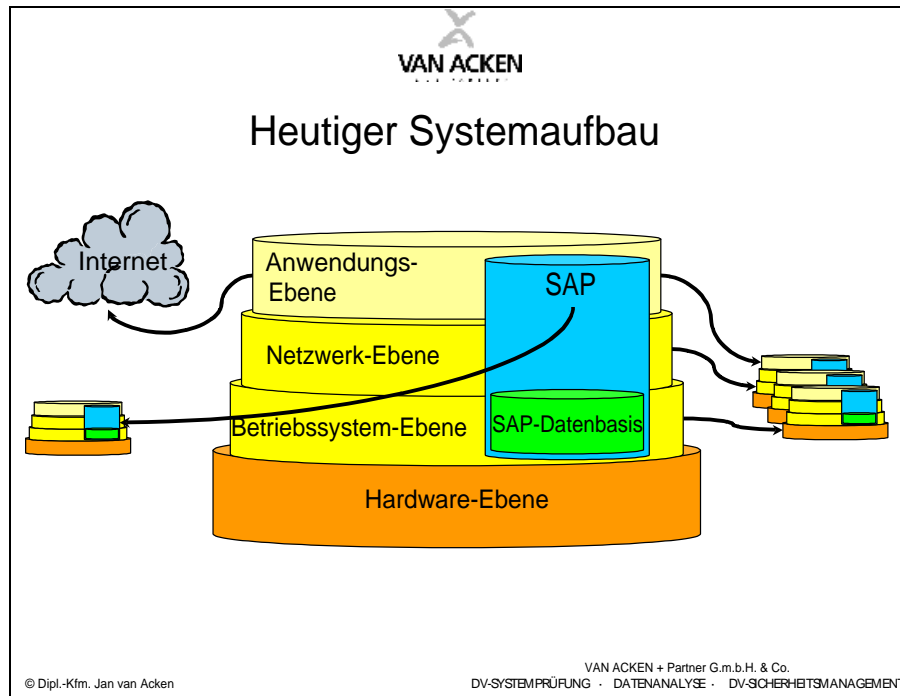 VAN ACKEN
Heutiger Systemaufbau
Internet
Anwendungs-
Ebene
SAP
Netzwerk-Ebene
Betriebssystem-Ebene
SAP-Datenbasis
Hardware-Ebene
VAN ACKEN + Partner G.m.b.H. & Co.
© Dipl.-Kfm. Jan van Acken
DV-SYSTEMPRÜFUNG · DATENANALYSE · DV-SICHERHEITSMANAGEMENT